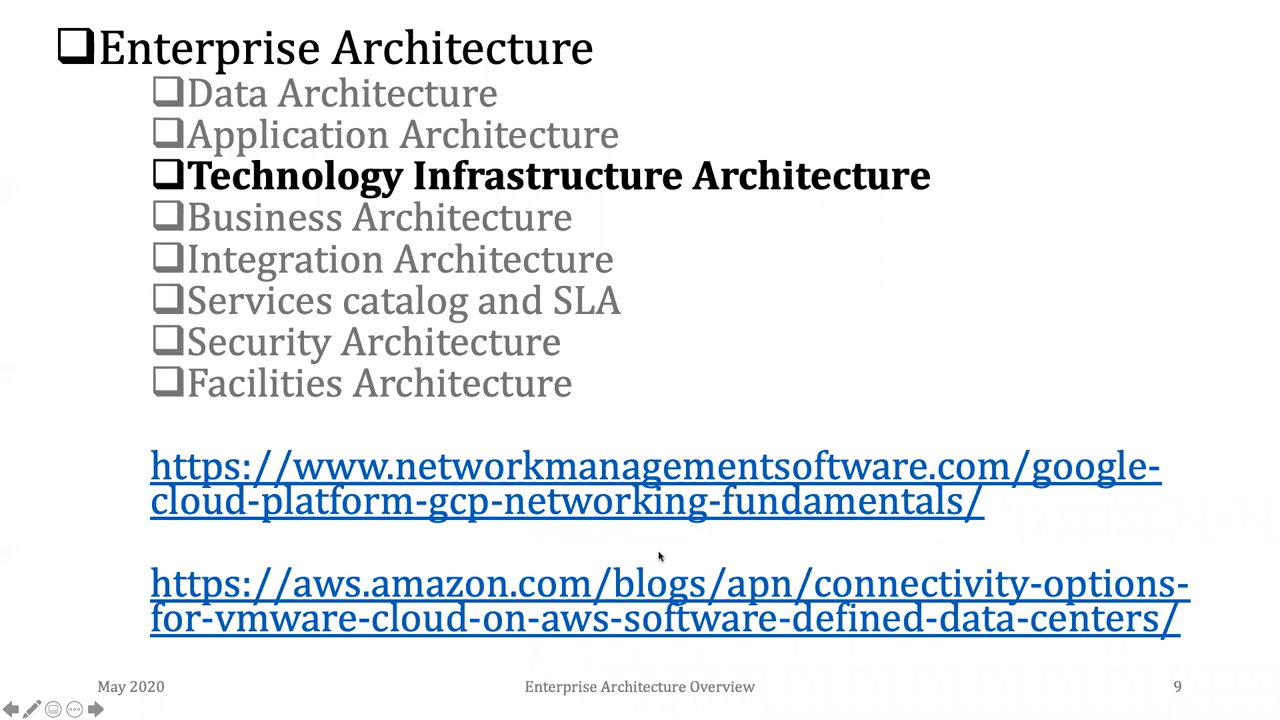 Enterprise Architecture
Data Architecture
Application Architecture
Technology Infrastructure Architecture
Business Architecture
Integration Architecture
Services catalog and SLA
Security Architecture
Facilities Architecture
https://www.networkmanagementsoftware.com/google-
cloud-platform-gcp-networking-fundamentals/
https://aws.amazon.com/blogs/apn/connectivity-options-
for-vmware-cloud-on-aws-software-defined-data-centers/
May 2020
Enterprise Architecture Overview
9